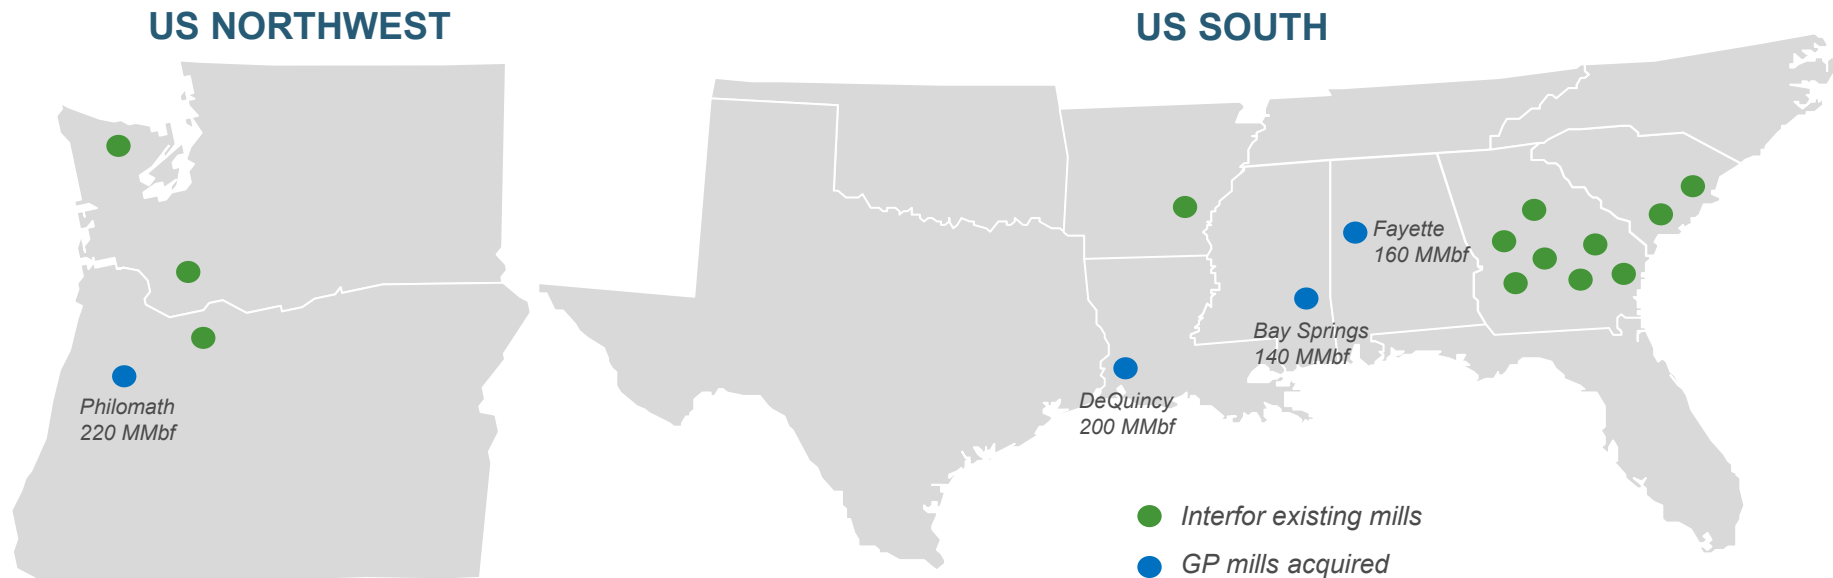 US NORTHWEST
US SOUTH
Philomath
220 MMbf
Fayette
160 MMbf
Bay Springs
140 MMbf
DeQuincy
200 MMbf
Interfor existing mills
GP mills acquired